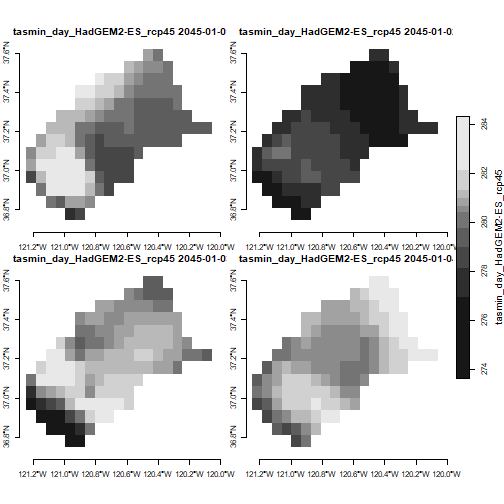 tasmin_day_HadGEM2-ES_rcp45 2045-01-0
tasmin_day_HadGEM2-ES_rcp45 2045-01-02
37.6°N
37.4°N
37.2°N
37.0°N
36.8°N
121.2°W 121.0°W 120.8°W 120.6°W 120.4°W 120.2°W 120.0°W
37.6°N
37.4°N
37.2°N
37.0°N
36.8°N
121.2°W 121.0°W 120.8°W 120.6°W 120.4°W 120.2°W 120.0°W
tasmin_day_HadGEM2-ES_rcp45 2045-01-0
tasmin_day_HadGEM2-ES_rcp45 2045-01-0
37.6°N
37.4°N
37.2°N
37.0°N
36.8°N
121.2°W 121.0°W 120.8°W 120.6°W 120.4°W 120.2°W 120.0°W
37.6°N
37.4°N
37.2°N
37.0°N
36.8°N
121.2°W 121.0°W 120.8°W 120.6°W 120.4°W 120.2°W 120.0°W
284
282
280
278
276
274
tasmin_day_HadGEM2-ES_rcp45